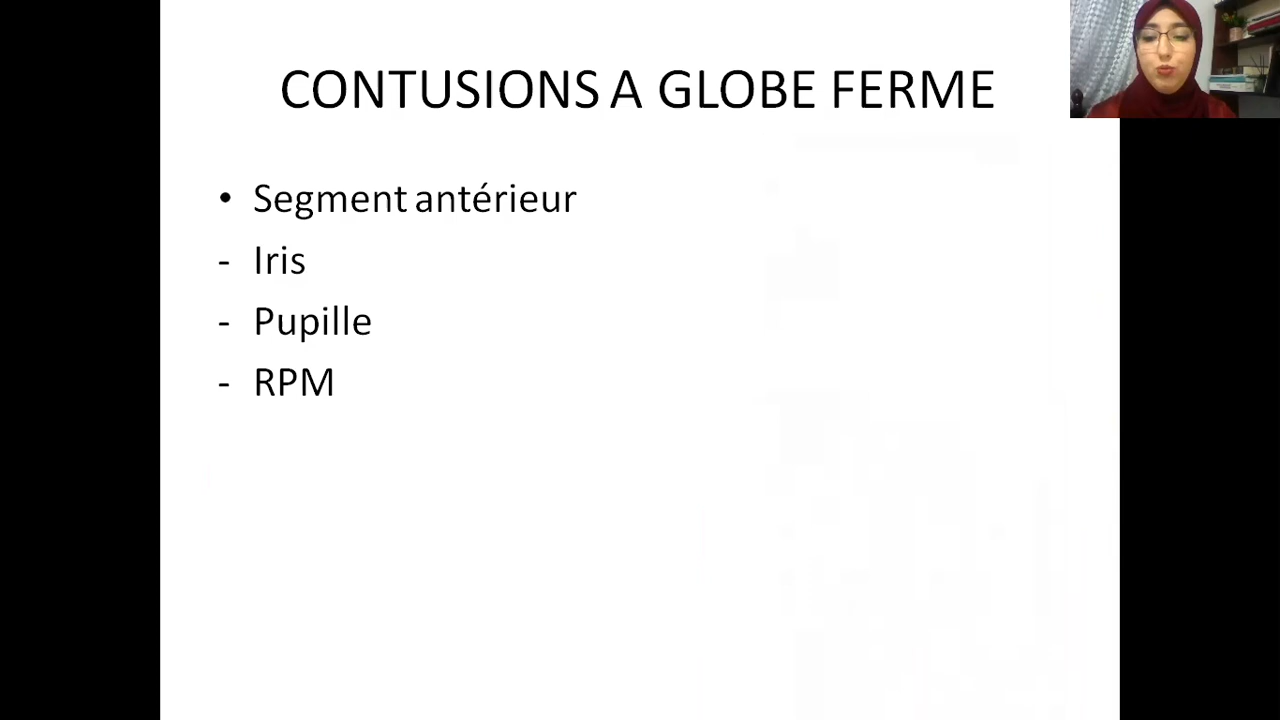 CONTUSIONS A GLOBE FERME
• Segment antérieur
- Iris
- Pupille
- RPM